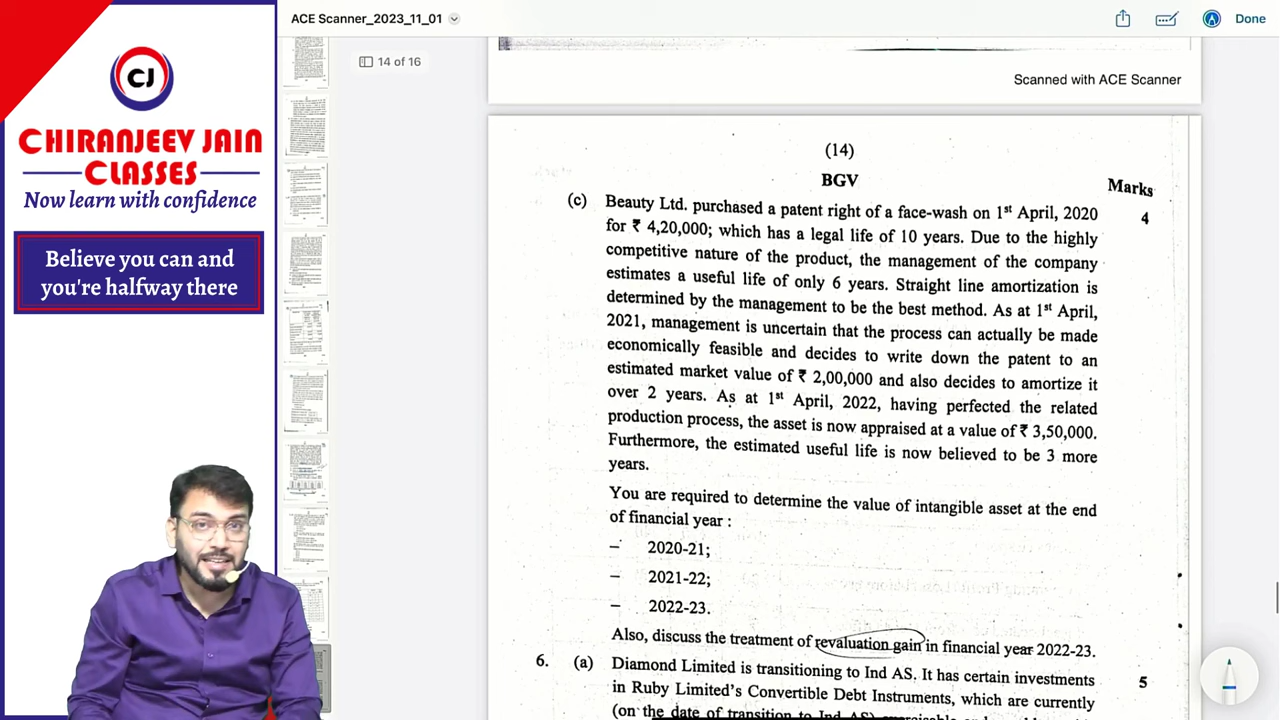 ACE Scanner_2023_11_01
Done
14 of 16
Scanned with ACE Scanner
CJ
CHIRANJEEV JAIN
CLASSES
Now learn with confidence
Believe you can and
you're halfway there
(14)
Marks
(c) Beauty Ltd. purchased a patent right of a face-wash on 1st April, 2020 4
for ₹ 4,20,000; which has a legal life of 10 years. Due to the highly
competitive nature of the product, the management of the company
estimates a useful life of only 6 years. Straight line amortization is
determined by the management to be the best method. As at 1st April
2021, management is uncertain that the process can actually be made
economically feasible and decides to write down the patent to an
estimated market value of ₹ 2,00,000 and also decided to amortize it
over 2 years. As at 1st April 2022, having perfected the related
production process, the asset is now appraised at a value of ₹ 3,50,000.
Furthermore, the estimated useful life is now believed to be 3 more
years.
You are required to determine the value of intangible asset at the end
of financial year :
– 2020-21;
– 2021-22;
– 2022-23.
Also, discuss the treatment of revaluation gain in financial year 2022-23.
6. (a) Diamond Limited is transitioning to Ind AS. It has certain investments 5
in Ruby Limited's Convertible Debt Instruments, which are currently
(on the date of transition to Ind AS)